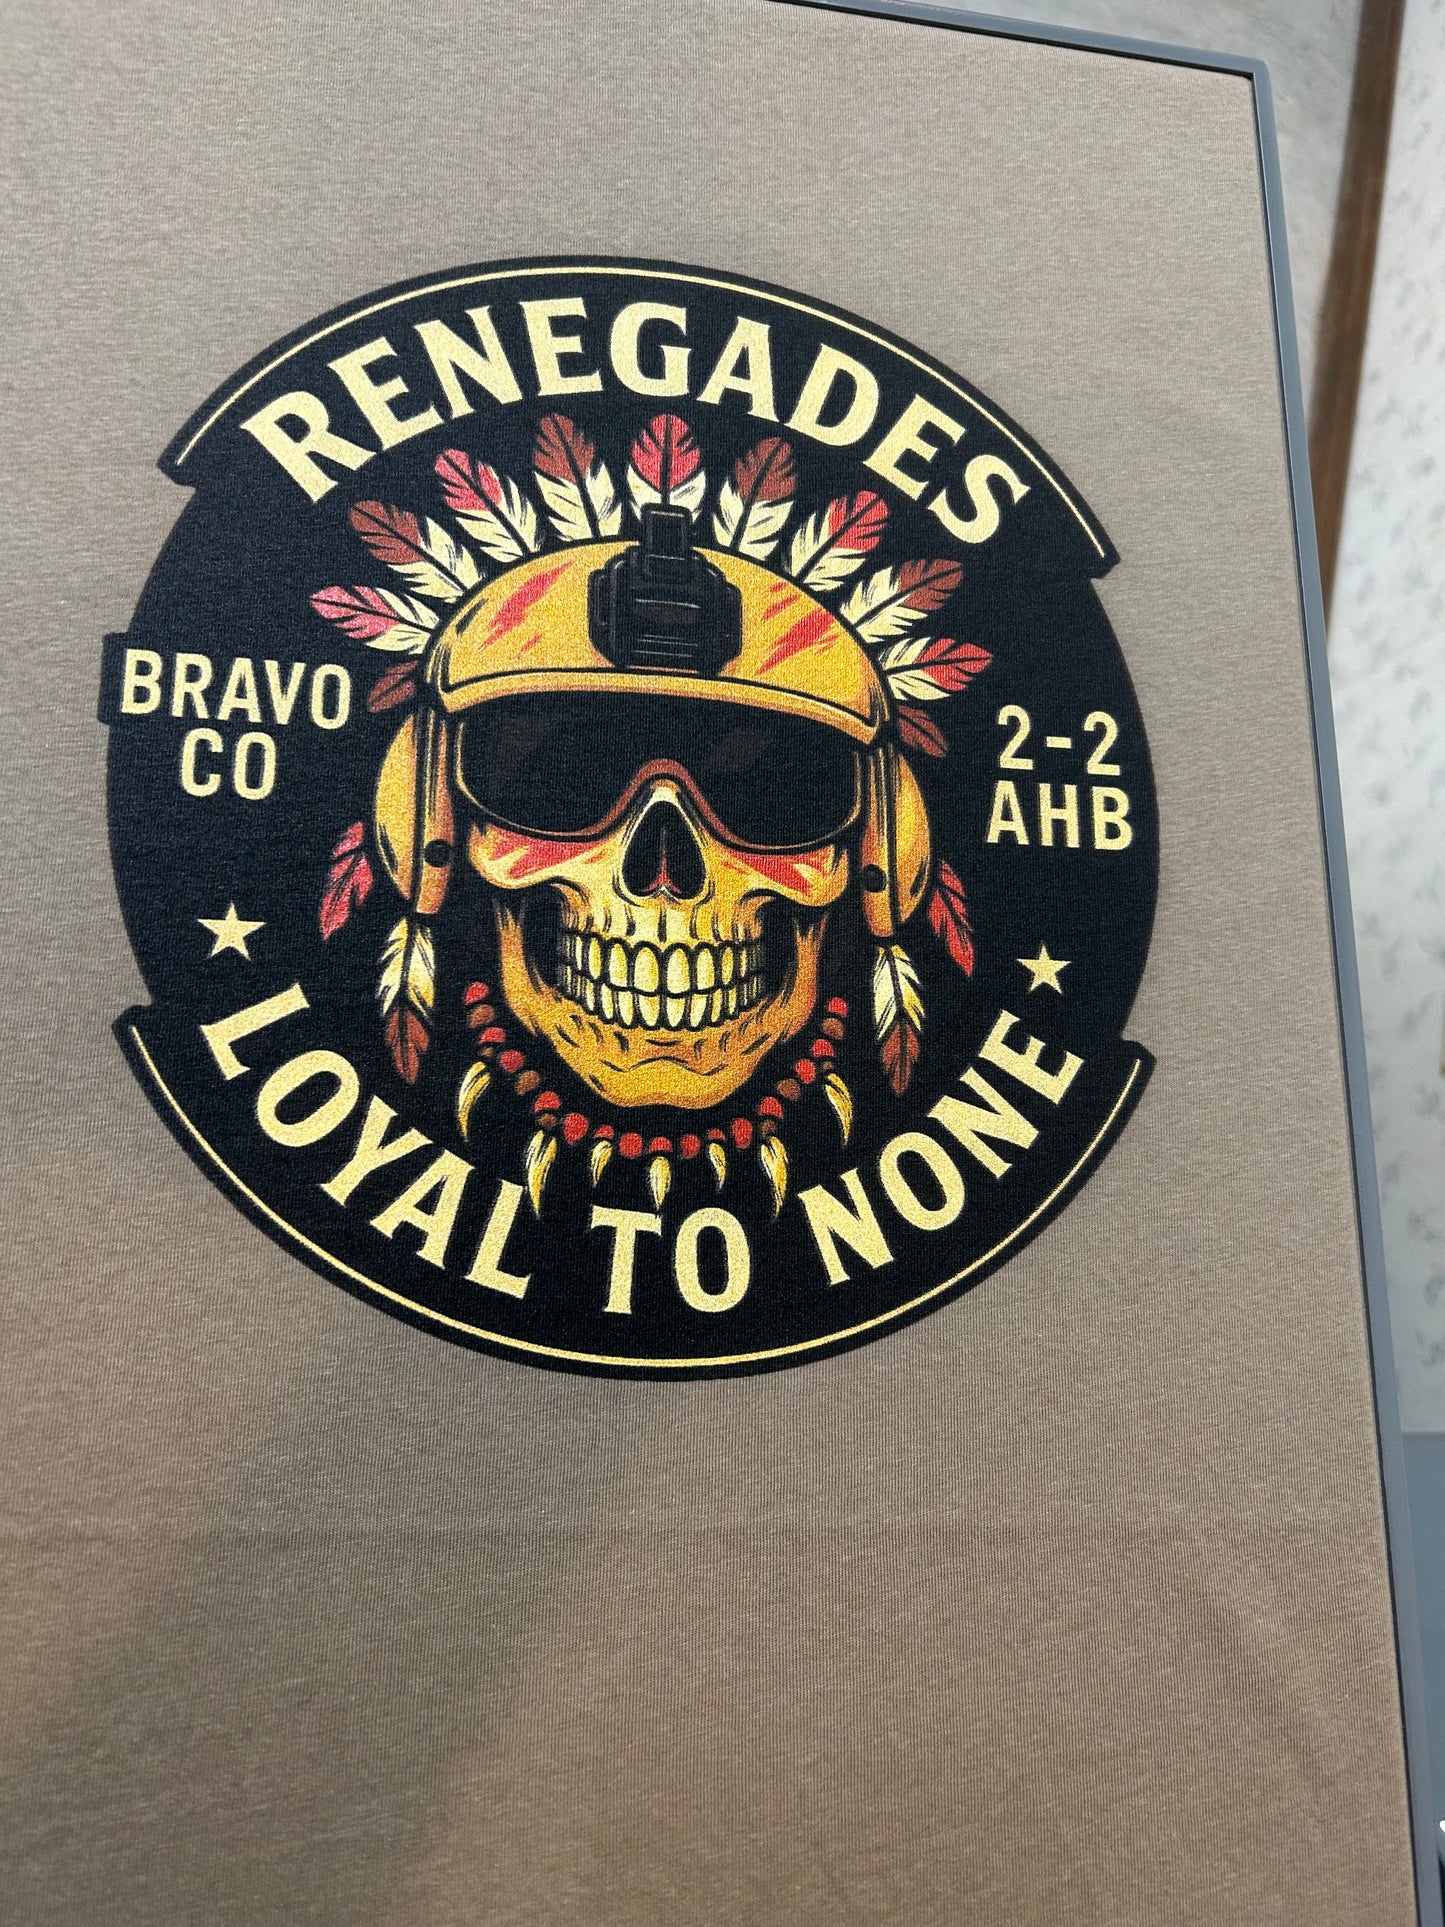 RENEGADES
BRAVO
CO
2-2
AHB
LOYAL TO NONE